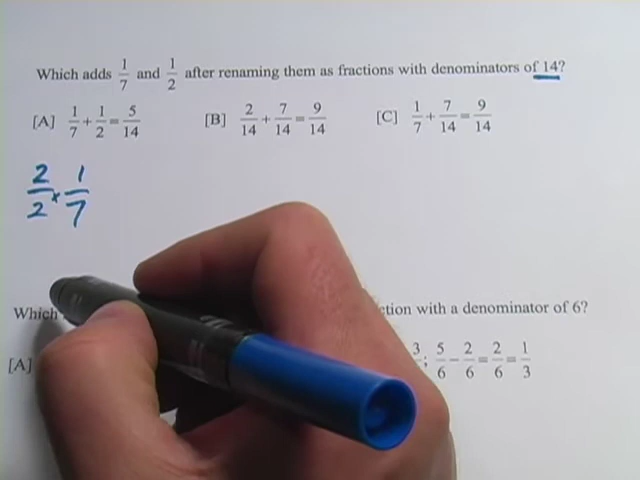 Which adds 1/7 and 1/2 after renaming them as fractions with denominators of 14?
[A] 1/7 + 1/2 = 5/14 [B] 2/14 + 7/14 = 9/14 [C] 1/7 + 7/14 = 9/14
2/2 × 1/7
Which ction with a denominator of 6?
[A] 3; 5/6 − 2/6 = 2/6 = 1/3